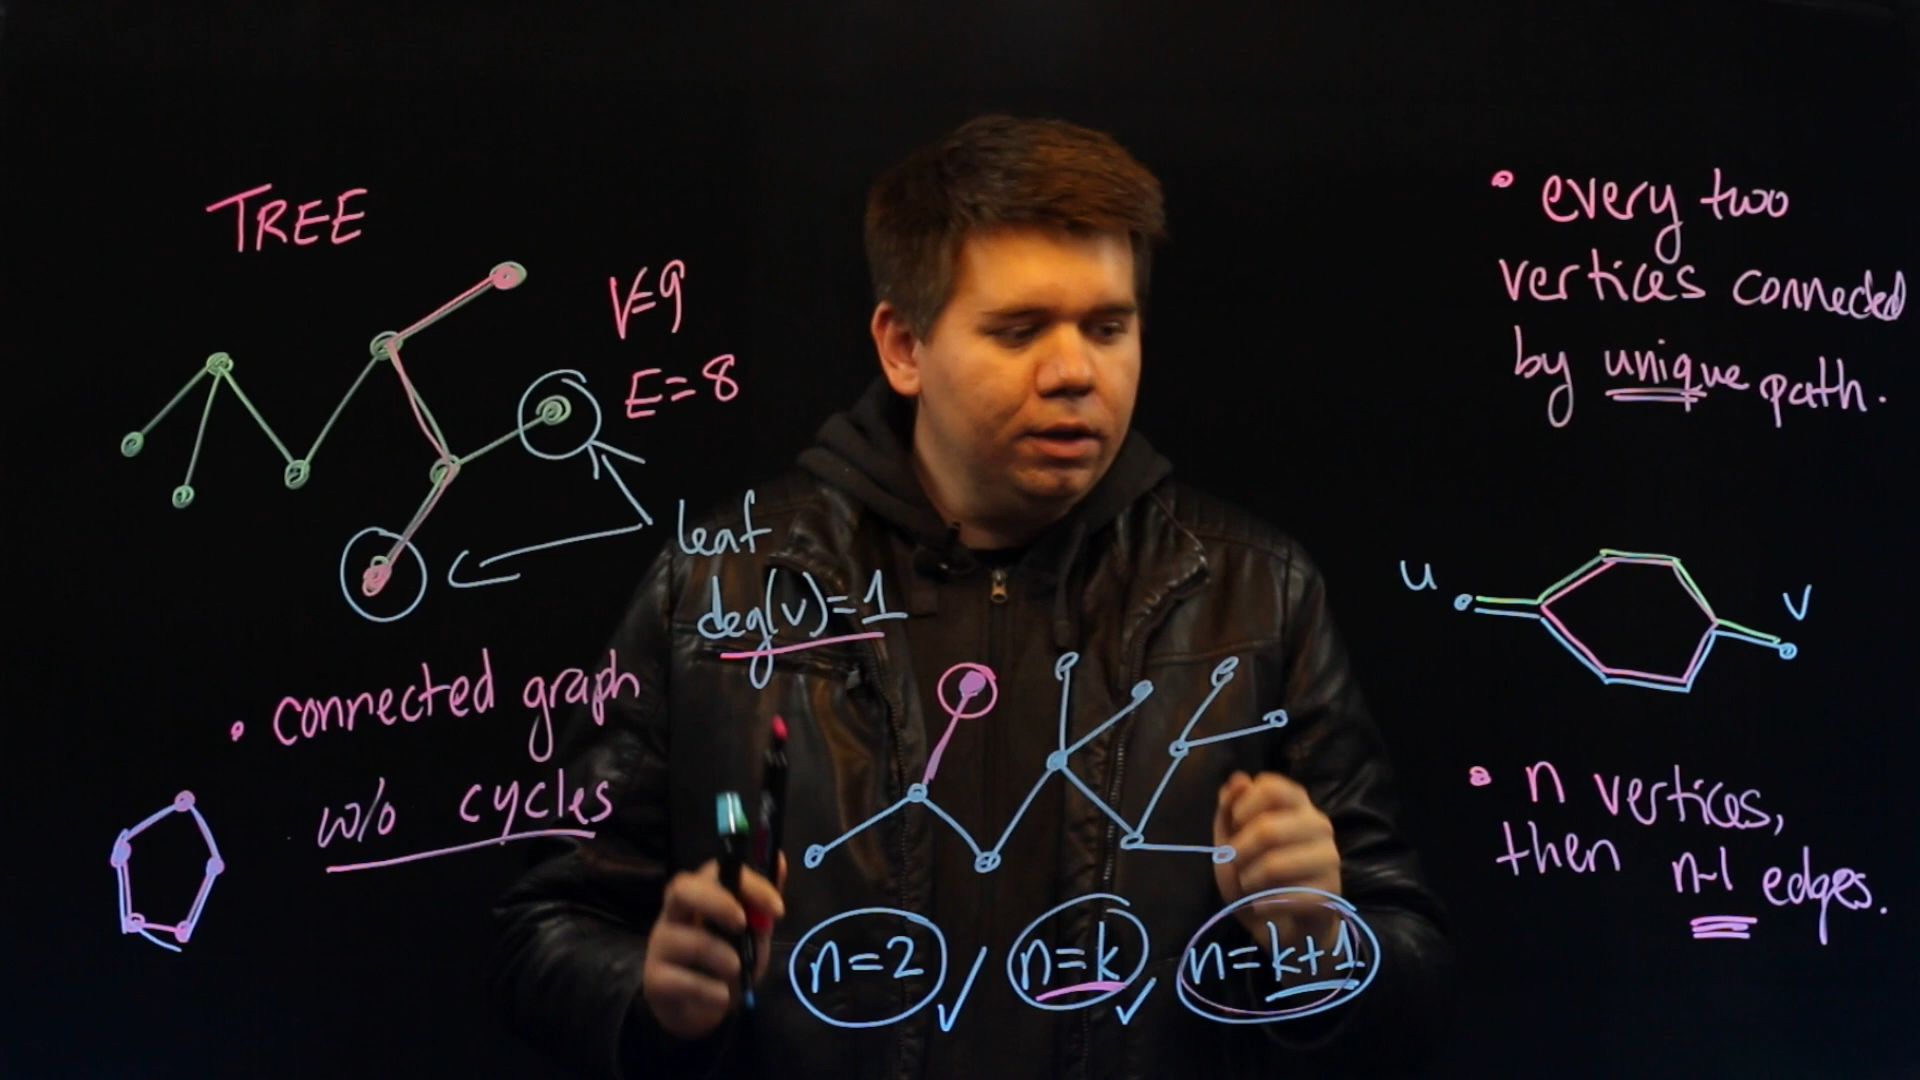 TREE
V=9
E=8
leaf
deg(v)=1
• connected graph
w/o cycles
n=2
n=k
n=k+1
• every two
vertices connected
by unique path.
u
v
• n vertices,
then n-1 edges.